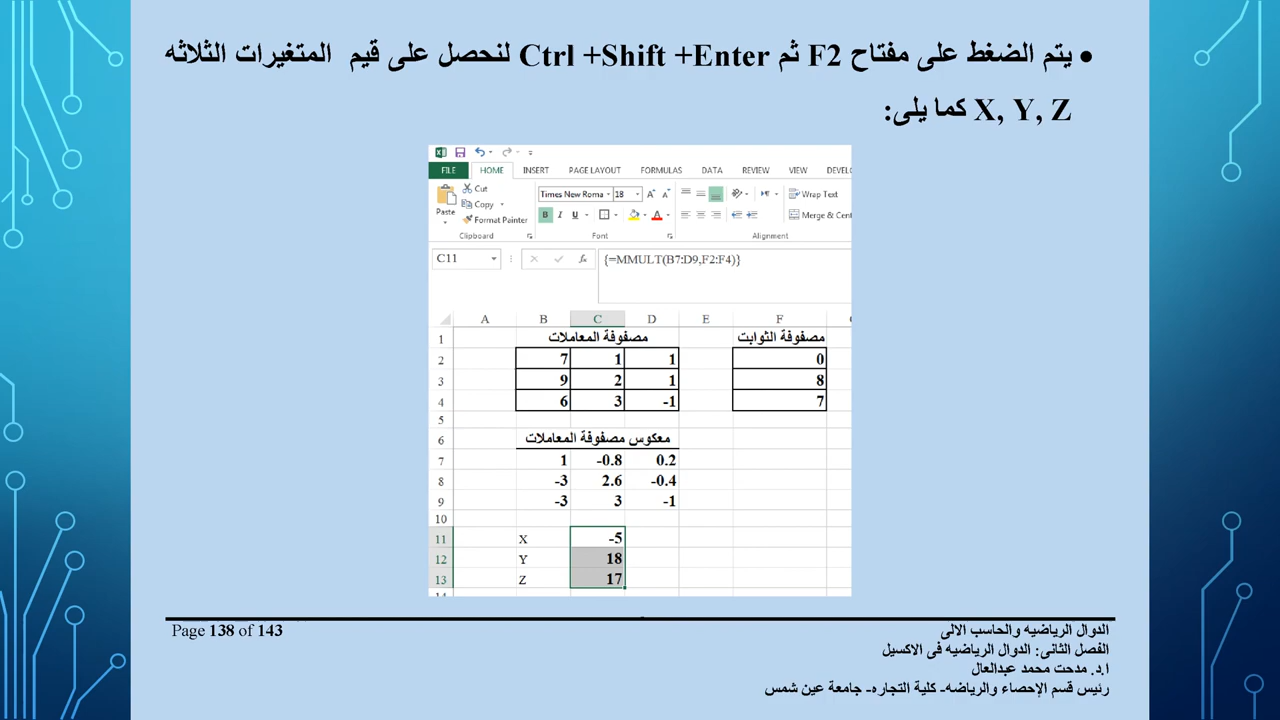 • يتم الضغط على مفتاح F2 ثم Ctrl +Shift +Enter لنحصل على قيم المتغيرات الثلاثه
X, Y, Z كما يلى:
FILE HOME INSERT PAGE LAYOUT FORMULAS DATA REVIEW VIEW DEVEL
Paste
Cut
Copy
Format Painter
Clipboard
Times New Roma 18
B I U
Font
Wrap Text
Merge & Cent
Alignment
C11 fx {=MMULT(B7:D9,F2:F4)}
A B C D E F
1 مصفوفة المعاملات مصفوفة الثوابت
2 7 1 1 0
3 9 2 1 8
4 6 3 -1 7
5
6 معكوس مصفوفة المعاملات
7 1 -0.8 0.2
8 -3 2.6 -0.4
9 -3 3 -1
10
11 X -5
12 Y 18
13 Z 17
Page 138 of 143
الدوال الرياضيه والحاسب الالى
الفصل الثانى: الدوال الرياضيه فى الاكسيل
ا.د. مدحت محمد عبدالعال
رئيس قسم الإحصاء والرياضه- كلية التجاره- جامعة عين شمس